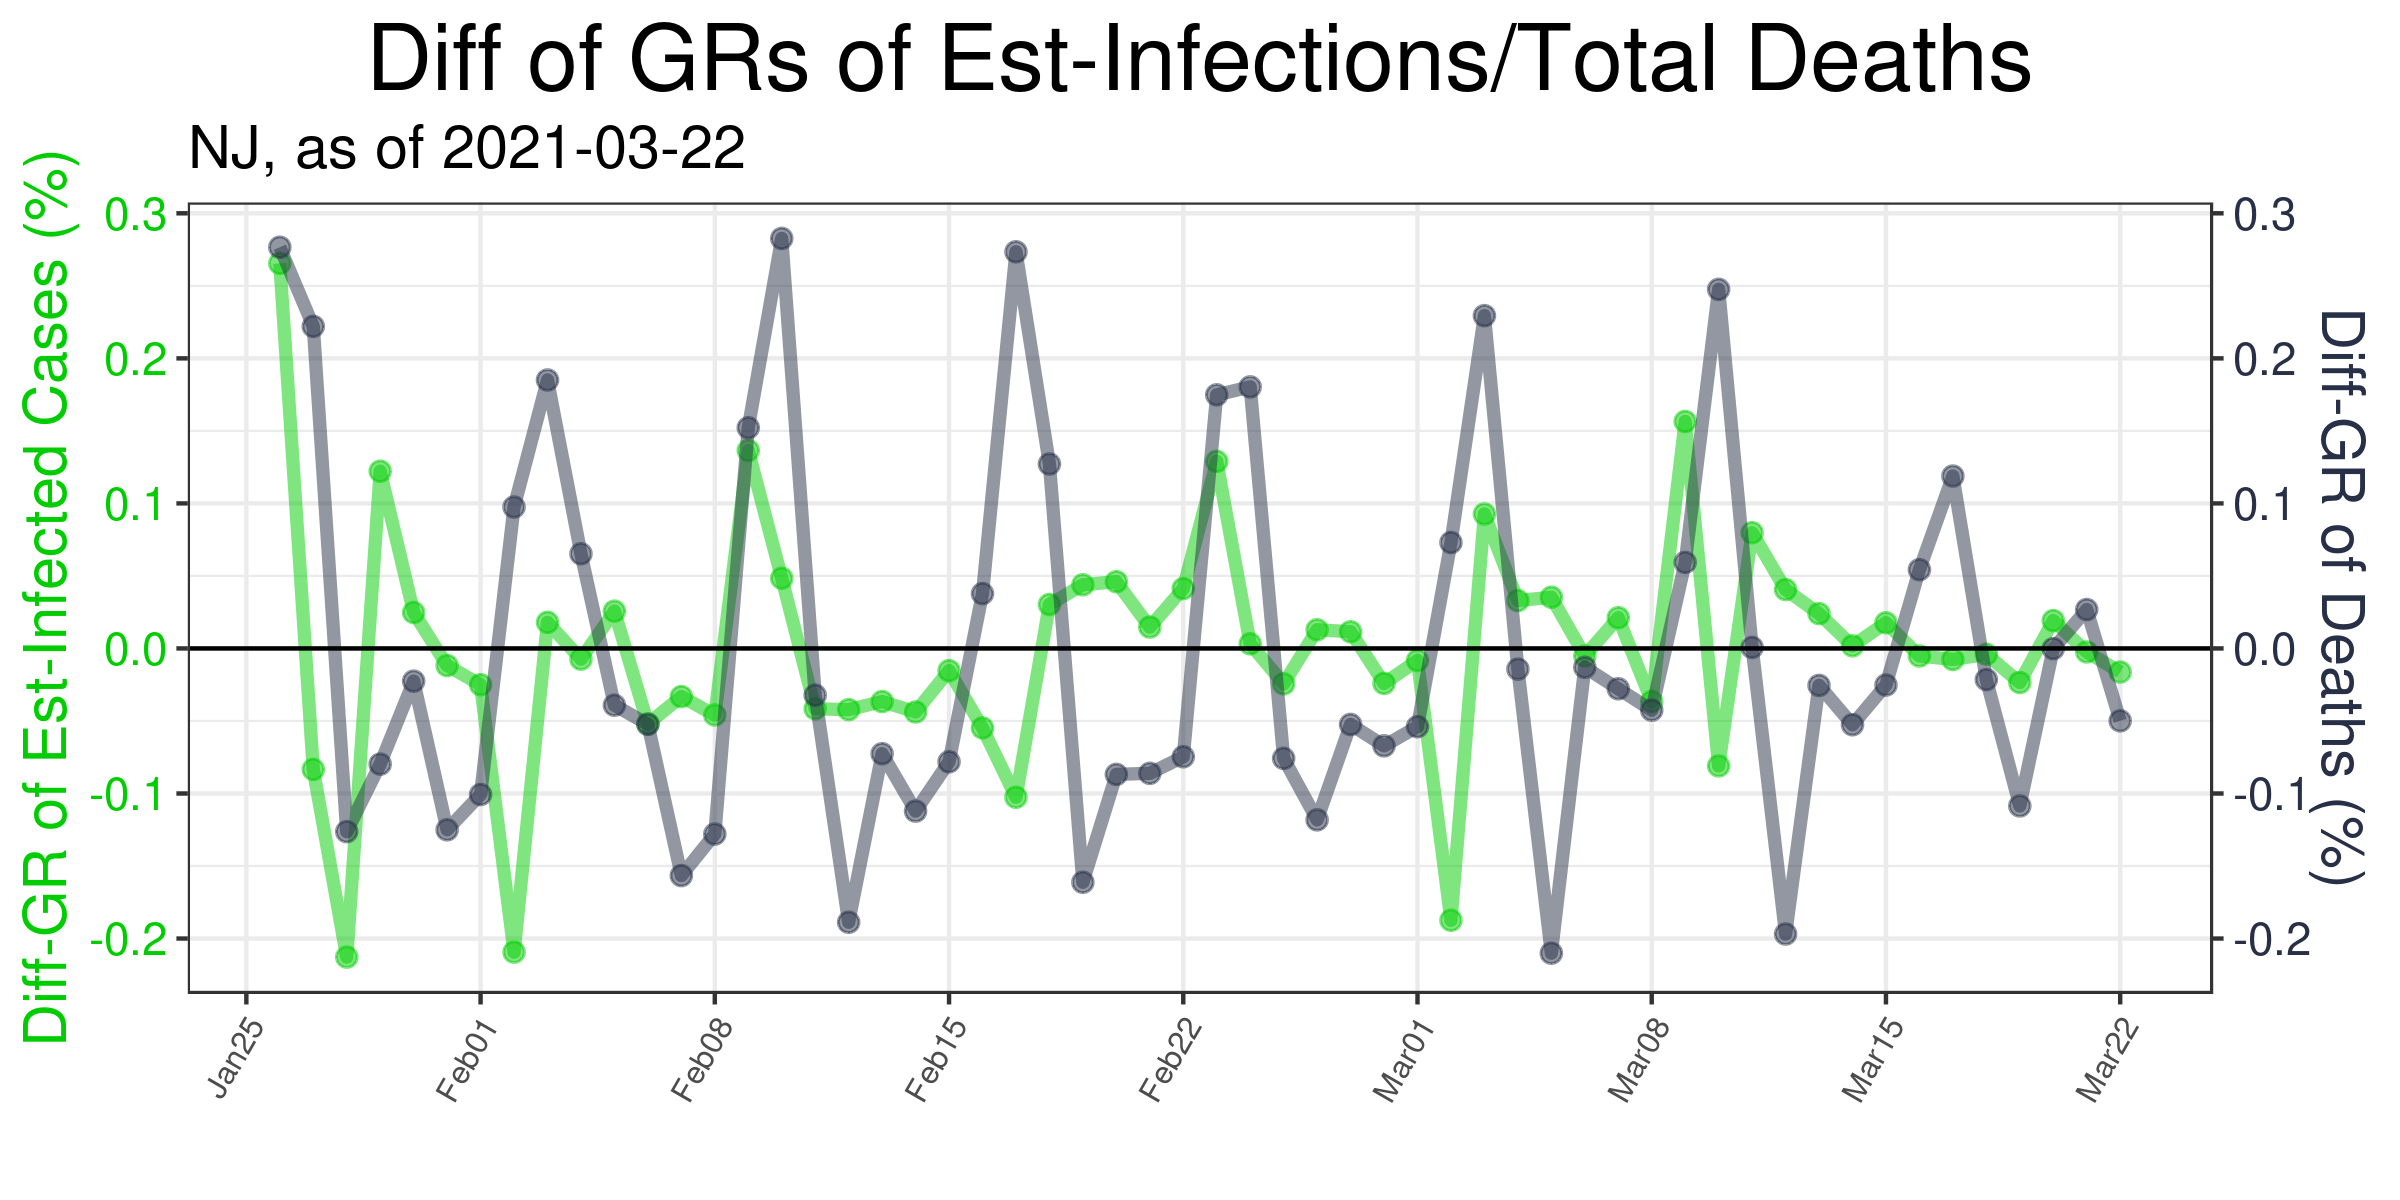 Diff of GRs of Est-Infections/Total Deaths
NJ, as of 2021-03-22
Diff-GR of Est-Infected Cases (%)
0.3
0.2
0.1
0.0
-0.1
-0.2
0.3
0.2
0.1
0.0
-0.1
-0.2
Diff-GR of Deaths (%)
Jan25
Feb01
Feb08
Feb15
Feb22
Mar01
Mar08
Mar15
Mar22